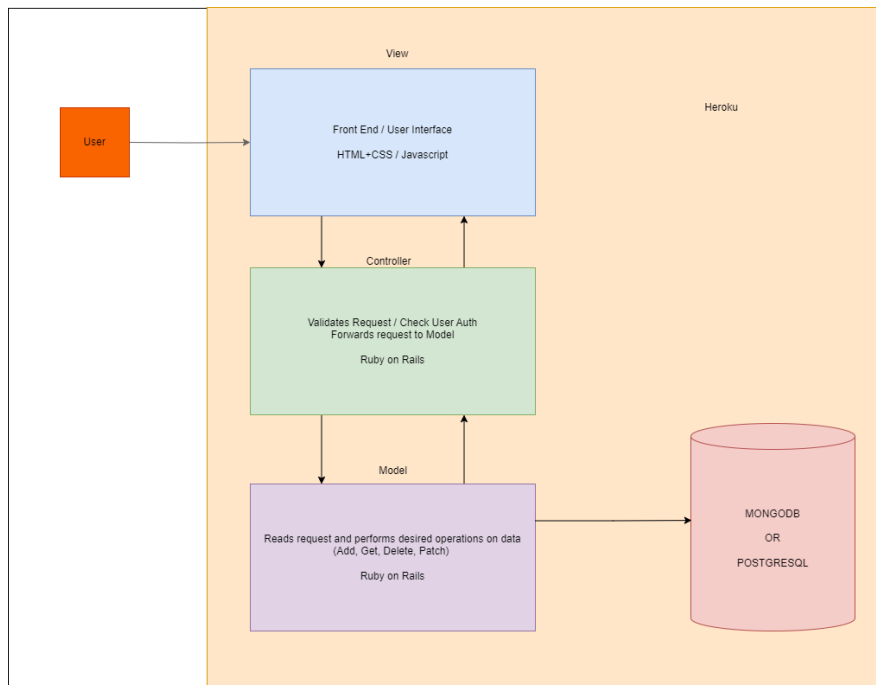 View
Heroku
User
Front End / User Interface
HTML+CSS / Javascript
Controller
Validates Request / Check User Auth
Forwards request to Model
Ruby on Rails
Model
Reads request and performs desired operations on data
(Add, Get, Delete, Patch)
Ruby on Rails
MONGODB
OR
POSTGRESQL